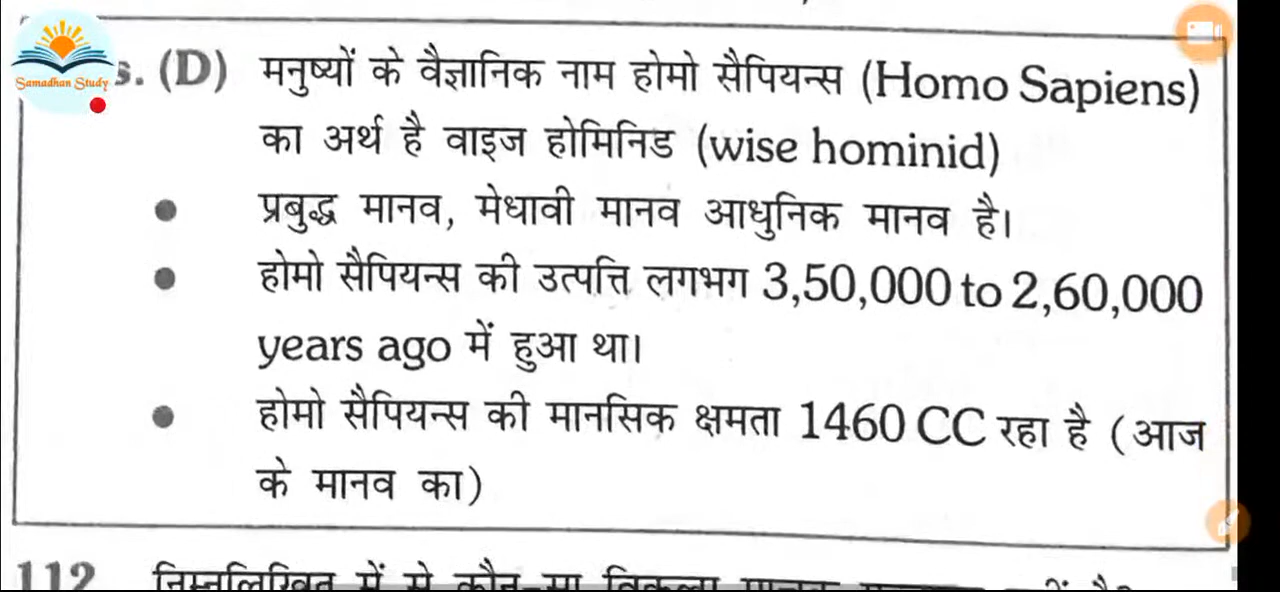 Samadhan Study
s. (D) मनुष्यों के वैज्ञानिक नाम होमो सैपियन्स (Homo Sapiens)
का अर्थ है वाइज होमिनिड (wise hominid)
● प्रबुद्ध मानव, मेधावी मानव आधुनिक मानव है।
● होमो सैपियन्स की उत्पत्ति लगभग 3,50,000 to 2,60,000
years ago में हुआ था।
● होमो सैपियन्स की मानसिक क्षमता 1460 CC रहा है (आज
के मानव का)
112 निम्नलिखित में से कौन-सा विकल्प